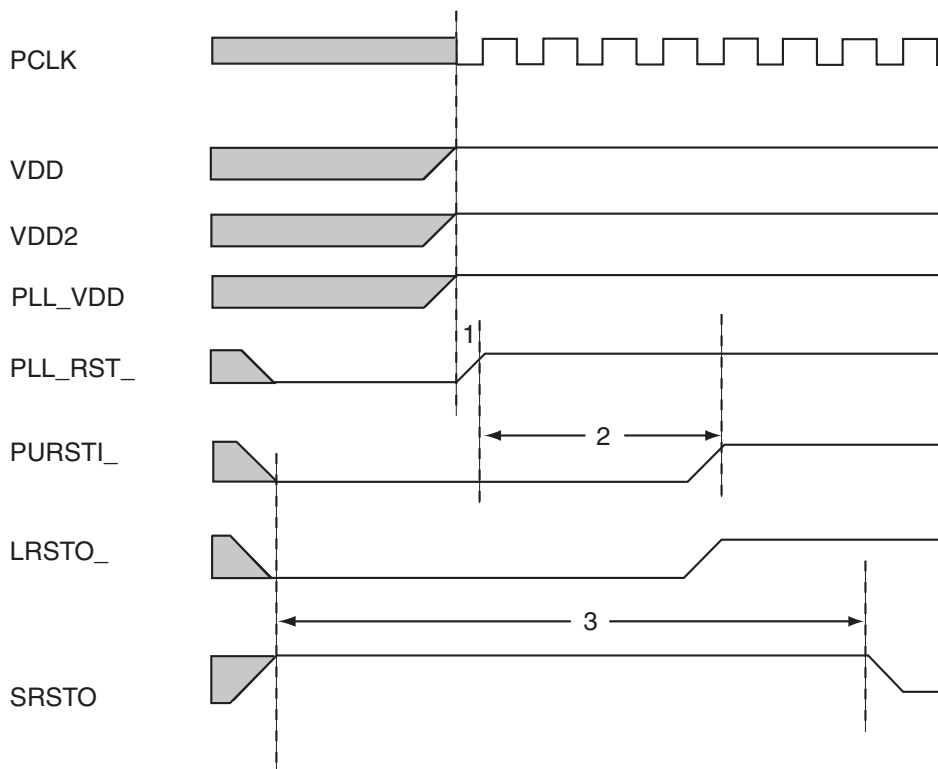 PCLK
VDD
VDD2
PLL_VDD
1
PLL_RST_
2
PURSTI_
LRSTO_
3
SRSTO